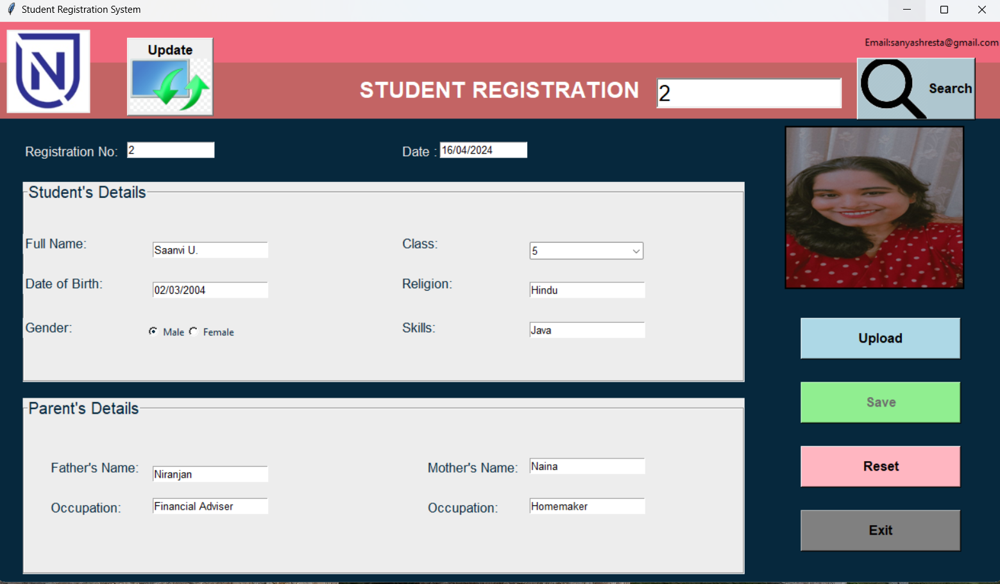 Student Registration System
Email:sanyashresta@gmail.com
N
Update
STUDENT REGISTRATION
2
Search
Registration No: 2
Date : 16/04/2024
Student's Details
Full Name: Saanvi U.
Class: 5
Date of Birth: 02/03/2004
Religion: Hindu
Gender: Male Female
Skills: Java
Upload
Save
Reset
Exit
Parent's Details
Father's Name: Niranjan
Mother's Name: Naina
Occupation: Financial Adviser
Occupation: Homemaker